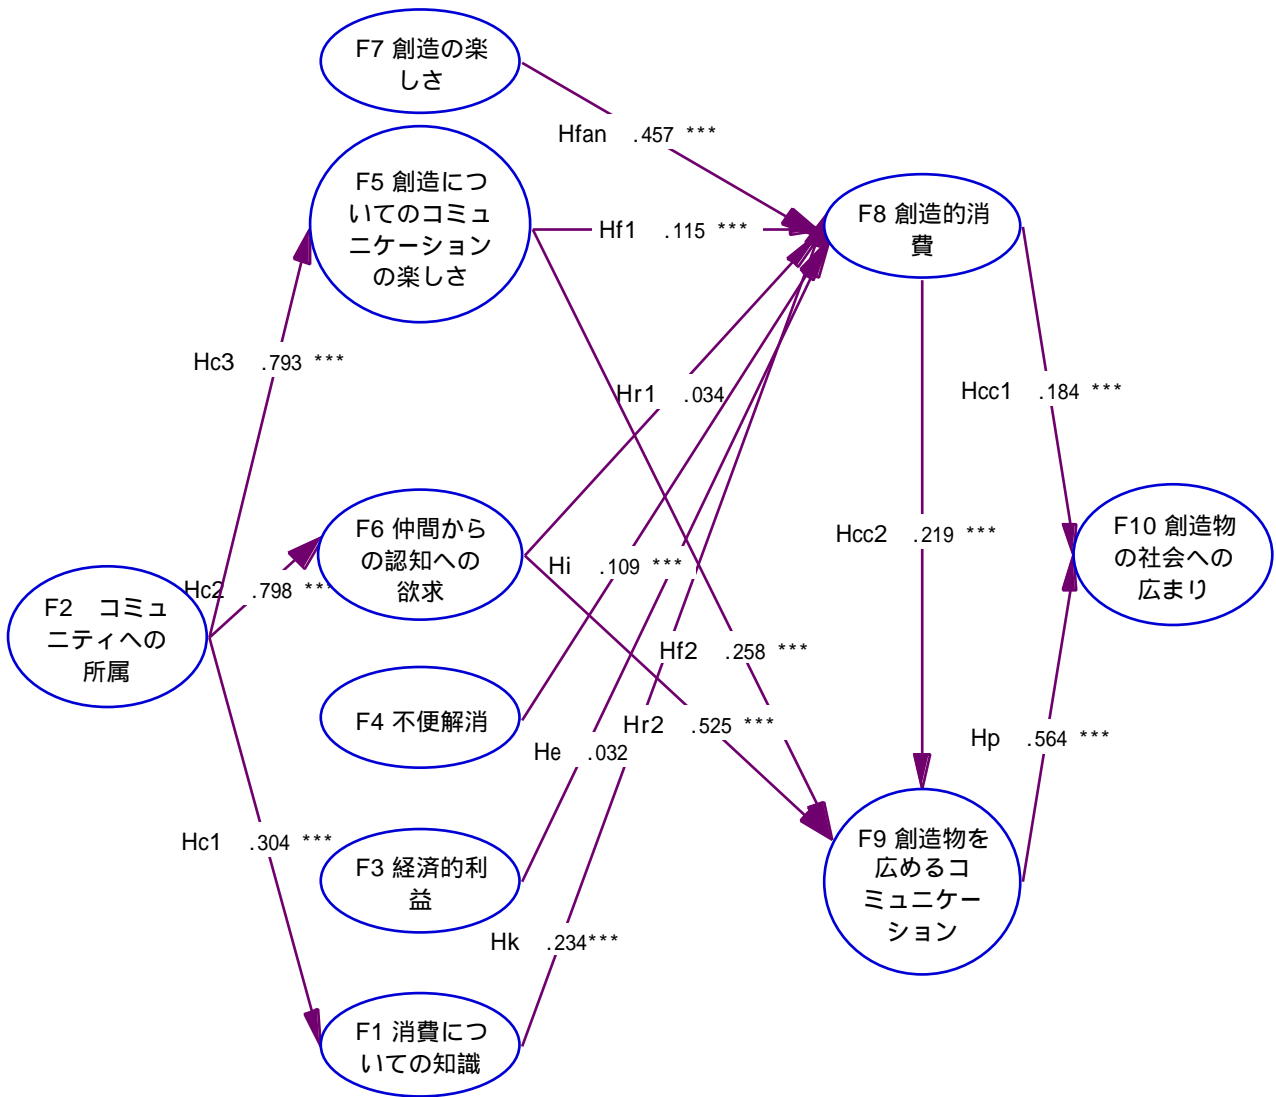 F7 創造の楽
しさ
Hfan .457 ***
F5 創造につ
いてのコミュ
ニケーション
の楽しさ
F8 創造的消
費
Hf1 .115 ***
Hc3 .793 ***
Hr1 .034
Hcc1 .184 ***
F6 仲間から
の認知への
欲求
F10 創造物
の社会への
広まり
Hcc2 .219 ***
Hi .109 ***
Hc2 .798 ***
F2 コミュ
ニティへの
所属
Hf2 .258 ***
F4 不便解消
Hr2 .525 ***
Hp .564 ***
He .032
Hc1 .304 ***
F3 経済的利
益
F9 創造物を
広めるコ
ミュニケー
ション
Hk .234***
F1 消費につ
いての知識